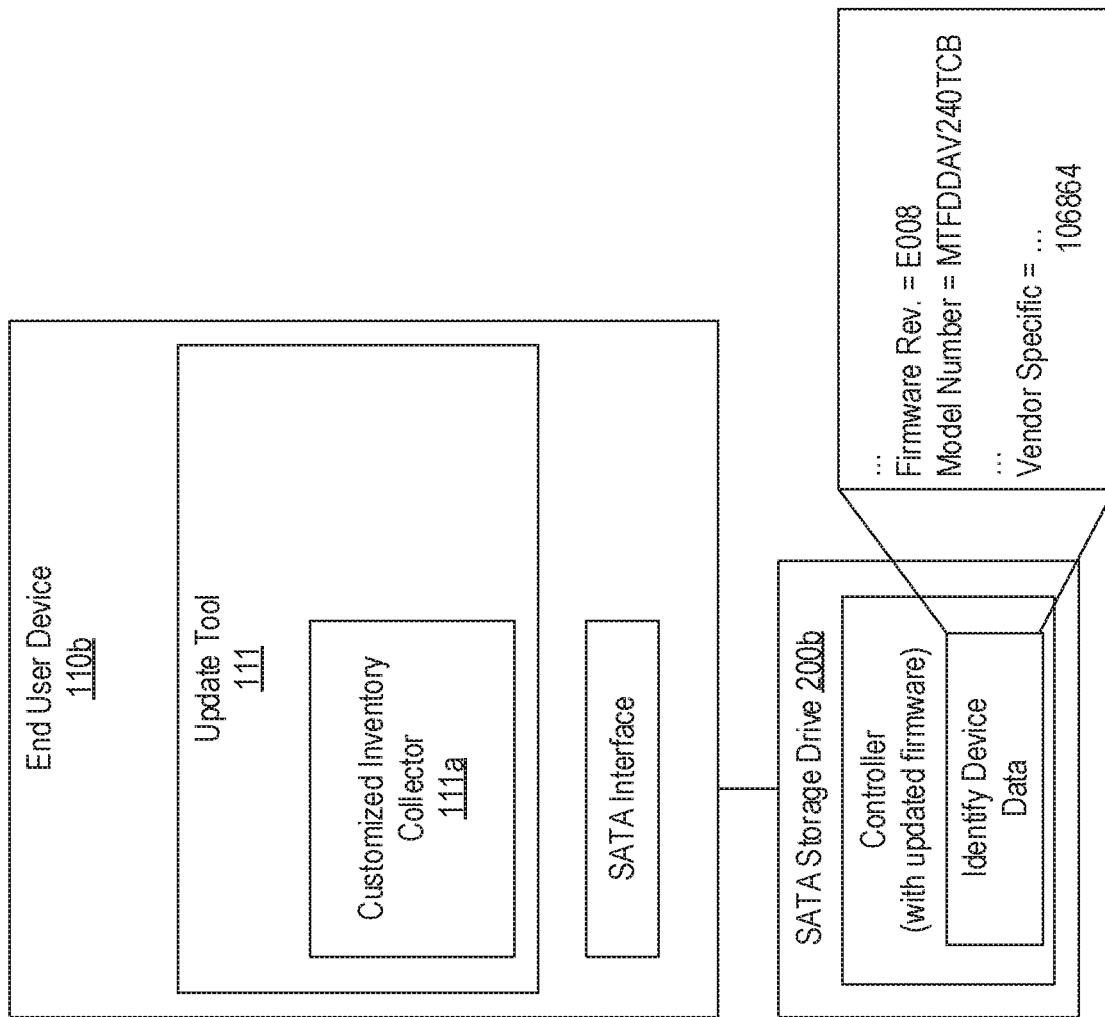 End User Device
110b
Update Tool
111
Customized Inventory
Collector
111a
SATA Interface
SATA Storage Drive 200b
Controller
(with updated firmware)
Identify Device
Data
...
Firmware Rev. = E008
Model Number = MTFDDAV240TCB
...
Vendor Specific = ...
106864